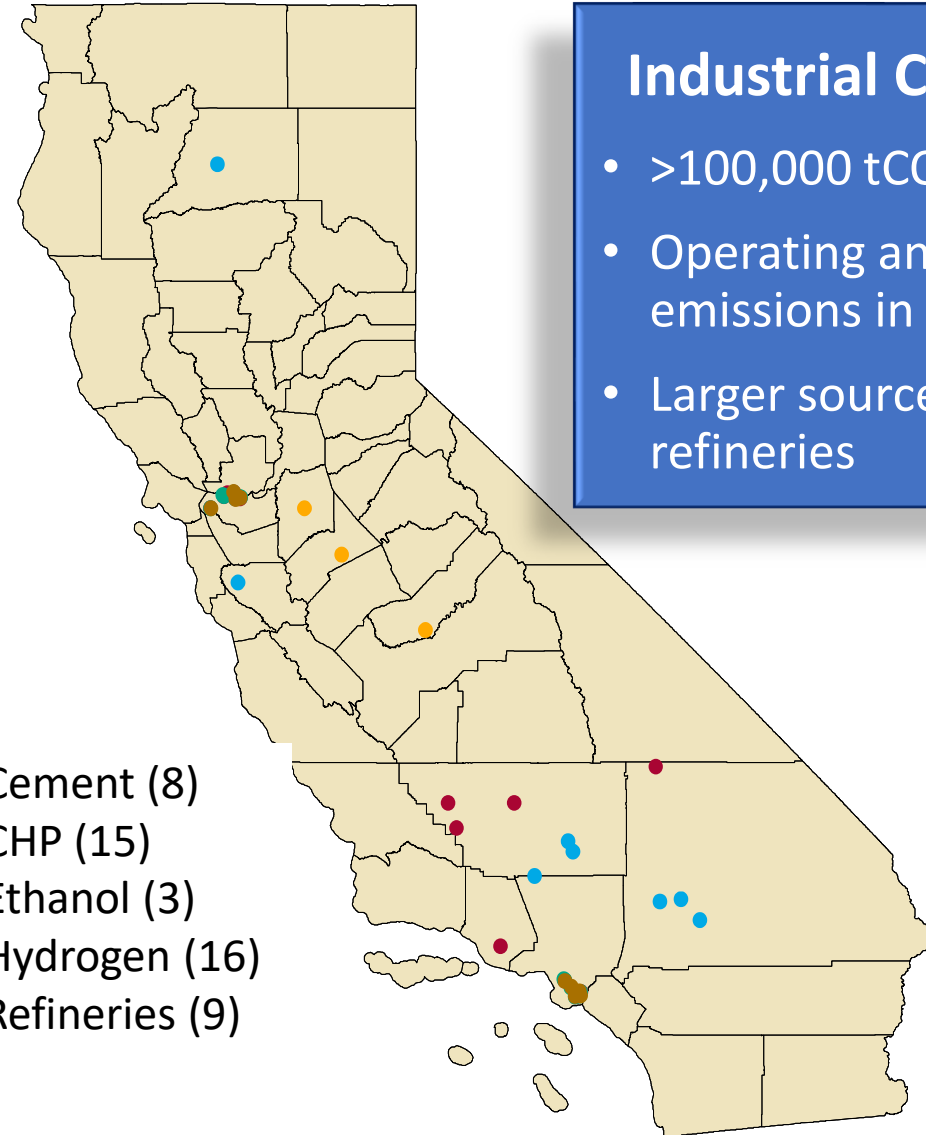 Industrial C
• >100,000 tCO
• Operating an
emissions in
• Larger source
refineries
Cement (8)
CHP (15)
Ethanol (3)
Hydrogen (16)
Refineries (9)